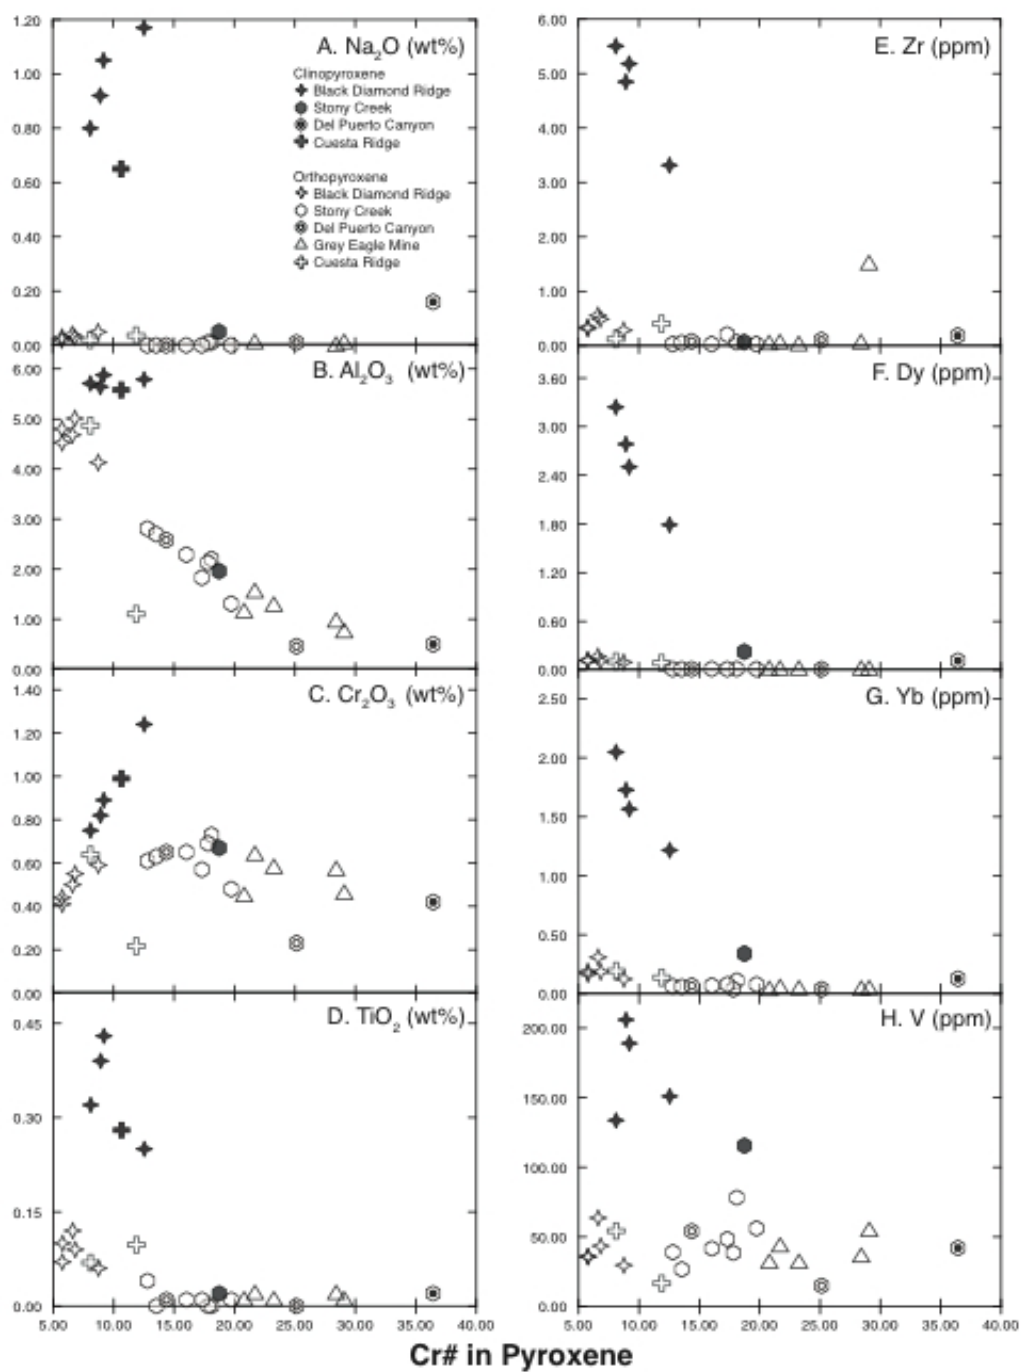 A. Na2O (wt%)
1.20
1.00
0.80
0.60
0.40
0.20
0.00
Clinopyroxene
Black Diamond Ridge
Stony Creek
Del Puerto Canyon
Cuesta Ridge
Orthopyroxene
Black Diamond Ridge
Stony Creek
Del Puerto Canyon
Grey Eagle Mine
Cuesta Ridge
B. Al2O3 (wt%)
6.00
5.00
4.00
3.00
2.00
1.00
0.00
C. Cr2O3 (wt%)
1.40
1.20
1.00
0.80
0.60
0.40
0.20
0.00
D. TiO2 (wt%)
0.45
0.30
0.15
0.00
5.00 10.00 15.00 20.00 25.00 30.00 35.00 40.00
E. Zr (ppm)
6.00
5.00
4.00
3.00
2.00
1.00
0.00
F. Dy (ppm)
3.60
3.00
2.40
1.80
1.20
0.60
0.00
G. Yb (ppm)
2.50
2.00
1.50
1.00
0.50
0.00
H. V (ppm)
200.00
150.00
100.00
50.00
0.00
5.00 10.00 15.00 20.00 25.00 30.00 35.00 40.00
Cr# in Pyroxene